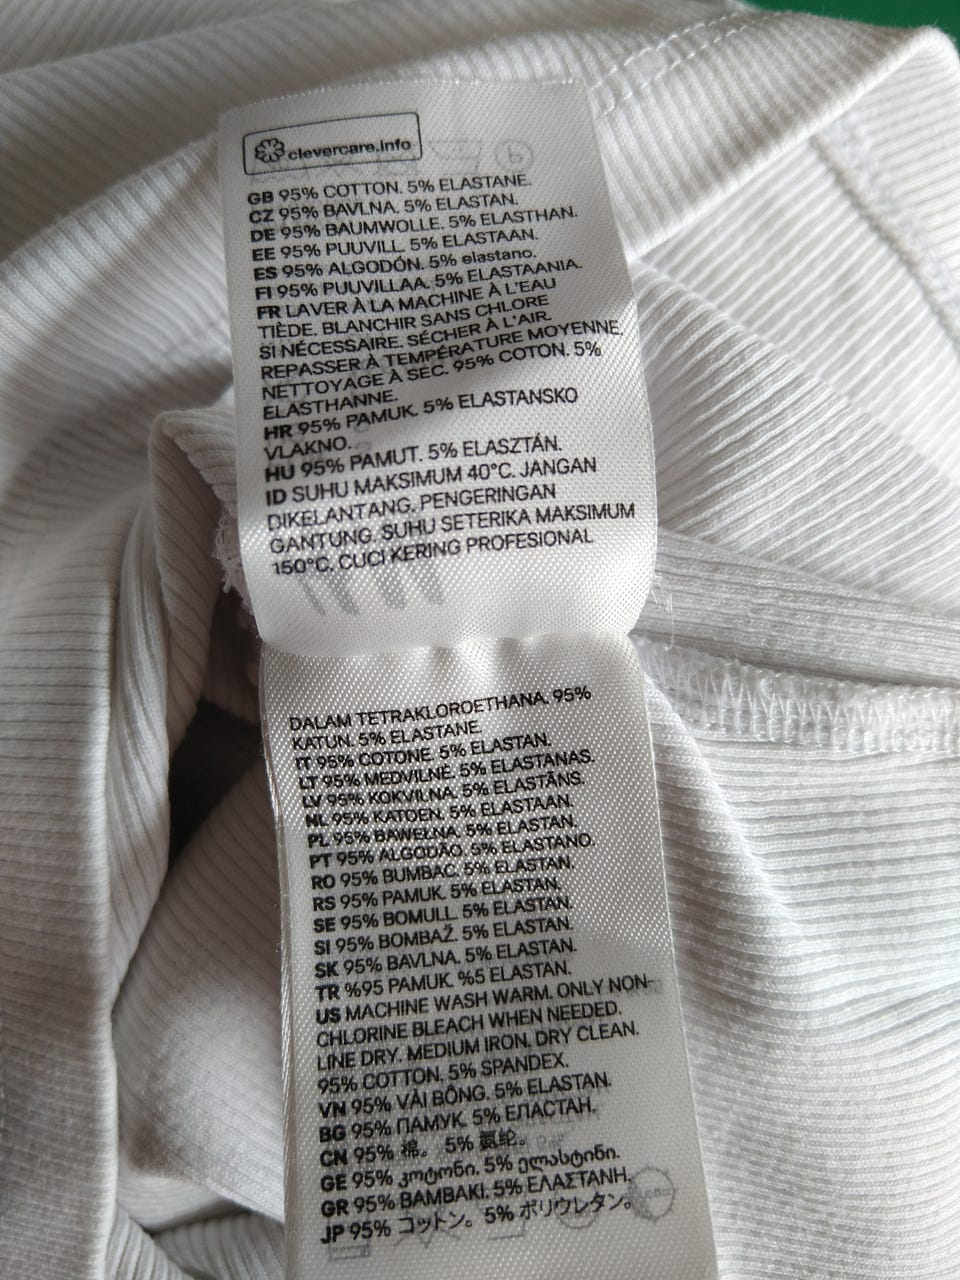 clevercare.info
GB 95% COTTON. 5% ELASTANE.
CZ 95% BAVLNA. 5% ELASTAN.
DE 95% BAUMWOLLE. 5% ELASTHAN.
EE 95% PUUVILL. 5% ELASTAAN.
ES 95% ALGODÓN. 5% elastano.
FI 95% PUUVILLAA. 5% ELASTAANIA.
FR LAVER À LA MACHINE À L'EAU
TIÈDE. BLANCHIR SANS CHLORE
SI NÉCESSAIRE. SÉCHER À L'AIR.
REPASSER À TEMPÉRATURE MOYENNE.
NETTOYAGE À SEC. 95% COTON. 5%
ELASTHANNE.
HR 95% PAMUK. 5% ELASTANSKO
VLAKNO.
HU 95% PAMUT. 5% ELASZTÁN.
ID SUHU MAKSIMUM 40°C. JANGAN
DIKELANTANG. PENGERINGAN
GANTUNG. SUHU SETERIKA MAKSIMUM
150°C. CUCI KERING PROFESIONAL
DALAM TETRAKLOROETHANA. 95%
KATUN. 5% ELASTANE.
IT 95% COTONE. 5% ELASTAN.
LT 95% MEDVILNĖ. 5% ELASTANAS.
LV 95% KOKVILNA. 5% ELASTĀNS.
NL 95% KATOEN. 5% ELASTAAN.
PL 95% BAWEŁNA. 5% ELASTAN.
PT 95% ALGODÃO. 5% ELASTANO.
RO 95% BUMBAC. 5% ELASTAN.
RS 95% PAMUK. 5% ELASTAN.
SE 95% BOMULL. 5% ELASTAN.
SI 95% BOMBAŽ. 5% ELASTAN.
SK 95% BAVLNA. 5% ELASTAN.
TR %95 PAMUK. %5 ELASTAN.
US MACHINE WASH WARM. ONLY NON-
CHLORINE BLEACH WHEN NEEDED.
LINE DRY. MEDIUM IRON. DRY CLEAN.
95% COTTON. 5% SPANDEX.
VN 95% VẢI BÔNG. 5% ELASTAN.
BG 95% ПАМУК. 5% ЕЛАСТАН.
CN 95% 棉。 5% 氨纶。
GE 95% კოტონი. 5% ელასტინი.
GR 95% ΒΑΜΒΑΚΙ. 5% ΕΛΑΣΤΑΝΗ.
JP 95% コットン。 5% ポリウレタン。